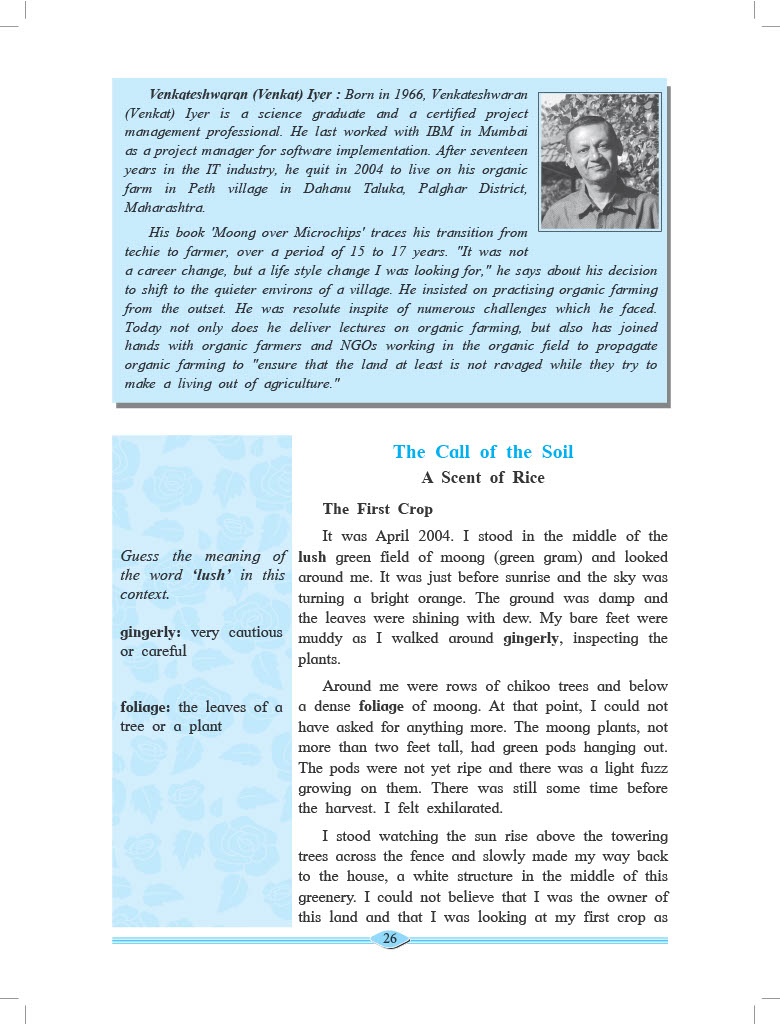 Venkateshwaran (Venkat) Iyer : Born in 1966, Venkateshwaran
(Venkat) Iyer is a science graduate and a certified project
management professional. He last worked with IBM in Mumbai
as a project manager for software implementation. After seventeen
years in the IT industry, he quit in 2004 to live on his organic
farm in Peth village in Dahanu Taluka, Palghar District,
Maharashtra.
His book 'Moong over Microchips' traces his transition from
techie to farmer, over a period of 15 to 17 years. "It was not
a career change, but a life style change I was looking for," he says about his decision
to shift to the quieter environs of a village. He insisted on practising organic farming
from the outset. He was resolute inspite of numerous challenges which he faced.
Today not only does he deliver lectures on organic farming, but also has joined
hands with organic farmers and NGOs working in the organic field to propagate
organic farming to "ensure that the land at least is not ravaged while they try to
make a living out of agriculture."
Guess the meaning of
the word ‘lush’ in this
context.
gingerly: very cautious
or careful
foliage: the leaves of a
tree or a plant
The Call of the Soil
A Scent of Rice
The First Crop
It was April 2004. I stood in the middle of the
lush green field of moong (green gram) and looked
around me. It was just before sunrise and the sky was
turning a bright orange. The ground was damp and
the leaves were shining with dew. My bare feet were
muddy as I walked around gingerly, inspecting the
plants.
Around me were rows of chikoo trees and below
a dense foliage of moong. At that point, I could not
have asked for anything more. The moong plants, not
more than two feet tall, had green pods hanging out.
The pods were not yet ripe and there was a light fuzz
growing on them. There was still some time before
the harvest. I felt exhilarated.
I stood watching the sun rise above the towering
trees across the fence and slowly made my way back
to the house, a white structure in the middle of this
greenery. I could not believe that I was the owner of
this land and that I was looking at my first crop as
26